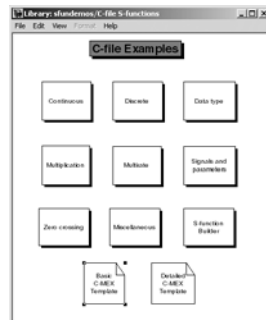 Library: sfundemos/C-file S-functions
File Edit View Format Help
C-file Examples
Continuous
Discrete
Data type
Multiplication
Multirate
Signals and
parameters
Zero crossing
Miscellaneous
S-function
Builder
Basic
C-MEX
Template
Detailed
C-MEX
Template